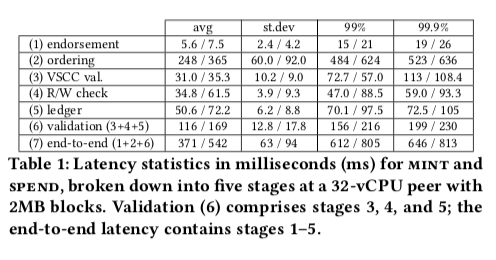 avg st.dev 99% 99.9%
(1) endorsement 5.6 / 7.5 2.4 / 4.2 15 / 21 19 / 26
(2) ordering 248 / 365 60.0 / 92.0 484 / 624 523 / 636
(3) VSCC val. 31.0 / 35.3 10.2 / 9.0 72.7 / 57.0 113 / 108.4
(4) R/W check 34.8 / 61.5 3.9 / 9.3 47.0 / 88.5 59.0 / 93.3
(5) ledger 50.6 / 72.2 6.2 / 8.8 70.1 / 97.5 72.5 / 105
(6) validation (3+4+5) 116 / 169 12.8 / 17.8 156 / 216 199 / 230
(7) end-to-end (1+2+6) 371 / 542 63 / 94 612 / 805 646 / 813
Table 1: Latency statistics in milliseconds (ms) for MINT and
SPEND, broken down into five stages at a 32-vCPU peer with
2MB blocks. Validation (6) comprises stages 3, 4, and 5; the
end-to-end latency contains stages 1–5.